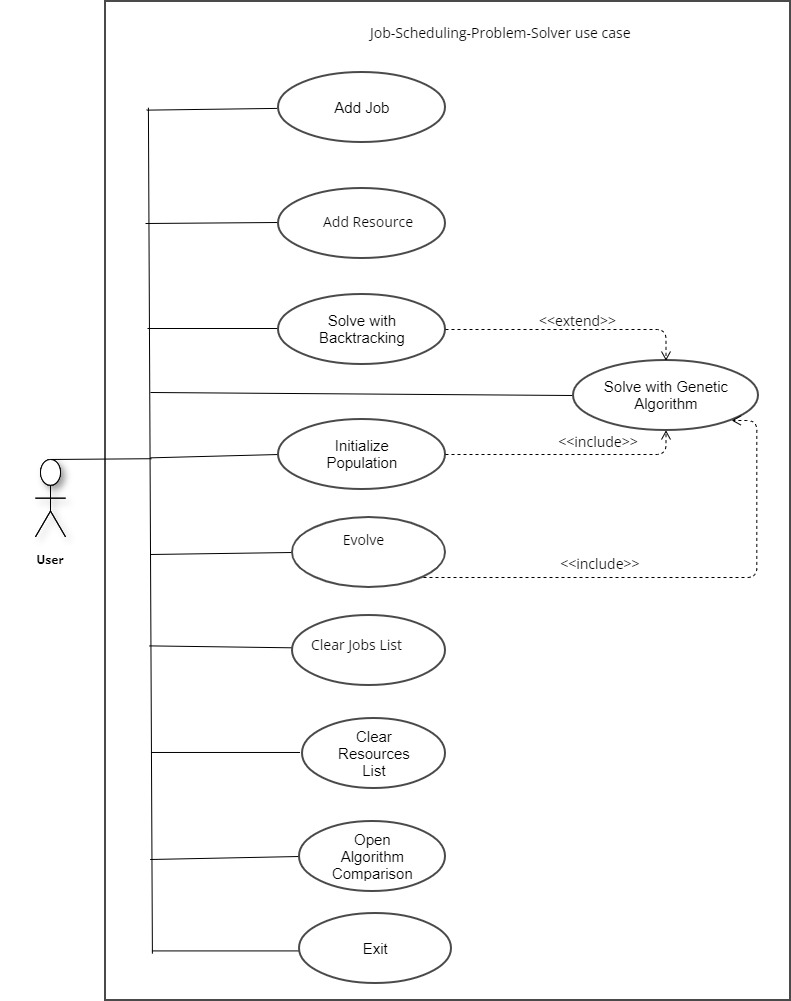 Job-Scheduling-Problem-Solver use case
Add Job
Add Resource
Solve with
Backtracking
<<extend>>
Solve with Genetic
Algorithm
Initialize
Population
<<include>>
Evolve
<<include>>
User
Clear Jobs List
Clear
Resources
List
Open
Algorithm
Comparison
Exit